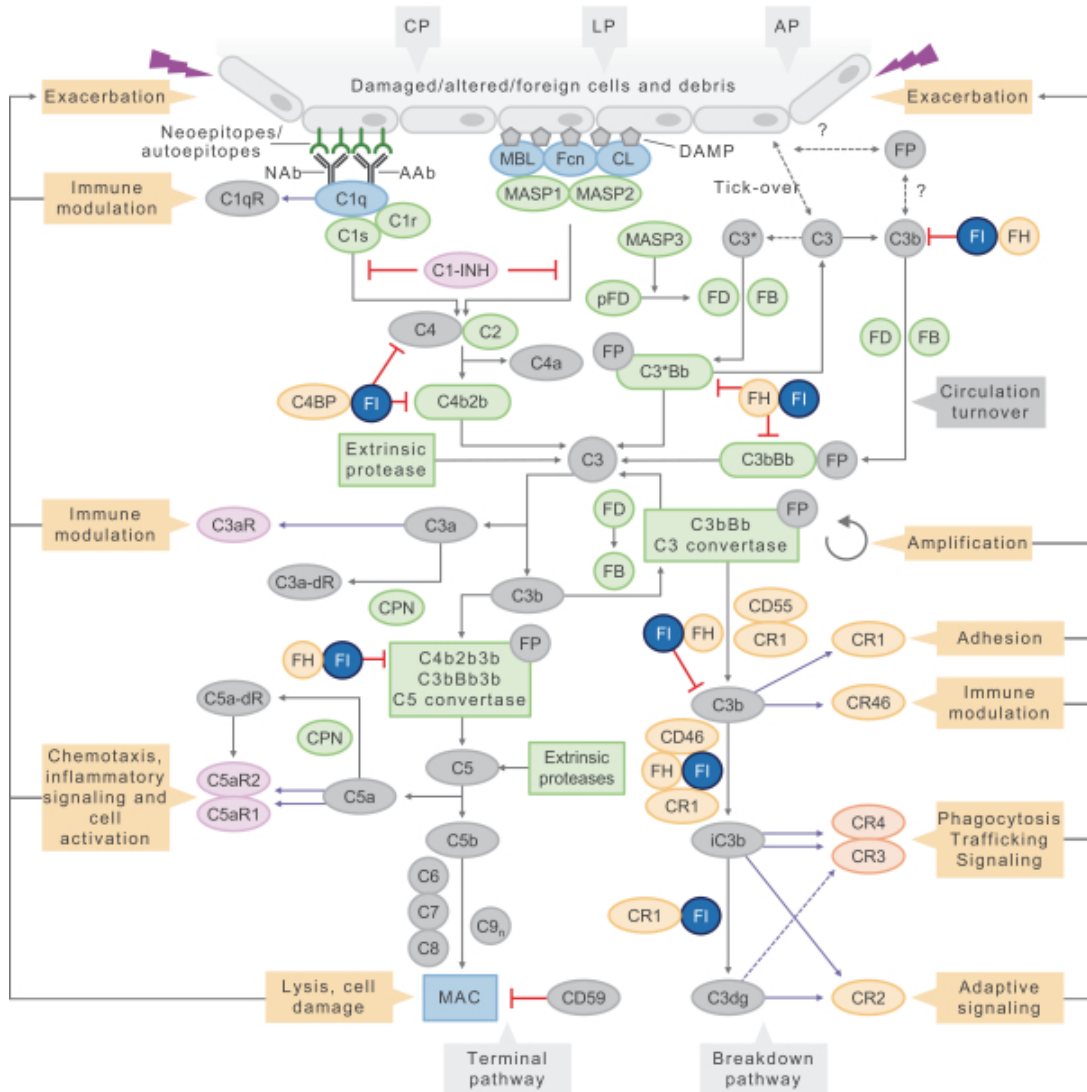 CP
LP
AP
Damaged/altered/foreign cells and debris
Exacerbation
Exacerbation
Neoepitopes/
autoepitopes
NAb
AAb
MBL
Fcn
CL
DAMP
?
FP
Immune
modulation
C1qR
C1q
C1r
C1s
MASP1
MASP2
Tick-over
?
C1-INH
MASP3
C3*
C3
C3b
FI
FH
pFD
FD
FB
C4
C2
C4a
FP
C3*Bb
FD
FB
C4BP
FI
C4b2b
FH
FI
Circulation
turnover
Extrinsic
protease
C3
C3bBb
FP
Immune
modulation
C3aR
C3a
FD
FB
FP
C3bBb
C3 convertase
Amplification
C3a-dR
C3b
CPN
CD55
CR1
FH
FI
FP
C4b2b3b
C3bBb3b
C5 convertase
FI
FH
CR1
Adhesion
C3b
CR46
Immune
modulation
C5a-dR
CPN
CD46
FH
FI
CR1
Chemotaxis,
inflammatory
signaling and
cell
activation
C5aR2
C5aR1
C5a
C5
Extrinsic
proteases
C5b
iC3b
CR4
CR3
Phagocytosis
Trafficking
Signaling
C6
C7
C8
C9n
CR1
FI
Lysis, cell
damage
MAC
CD59
C3dg
CR2
Adaptive
signaling
Terminal
pathway
Breakdown
pathway